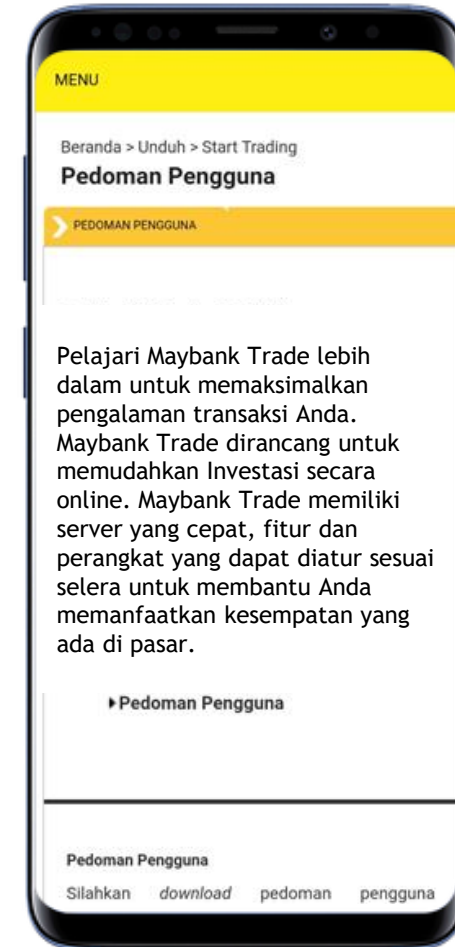 MENU
Beranda > Unduh > Start Trading
Pedoman Pengguna
PEDOMAN PENGGUNA
Pelajari Maybank Trade lebih
dalam untuk memaksimalkan
pengalaman transaksi Anda.
Maybank Trade dirancang untuk
memudahkan Investasi secara
online. Maybank Trade memiliki
server yang cepat, fitur dan
perangkat yang dapat diatur sesuai
selera untuk membantu Anda
memanfaatkan kesempatan yang
ada di pasar.
Pedoman Pengguna
Pedoman Pengguna
Silahkan download pedoman pengguna